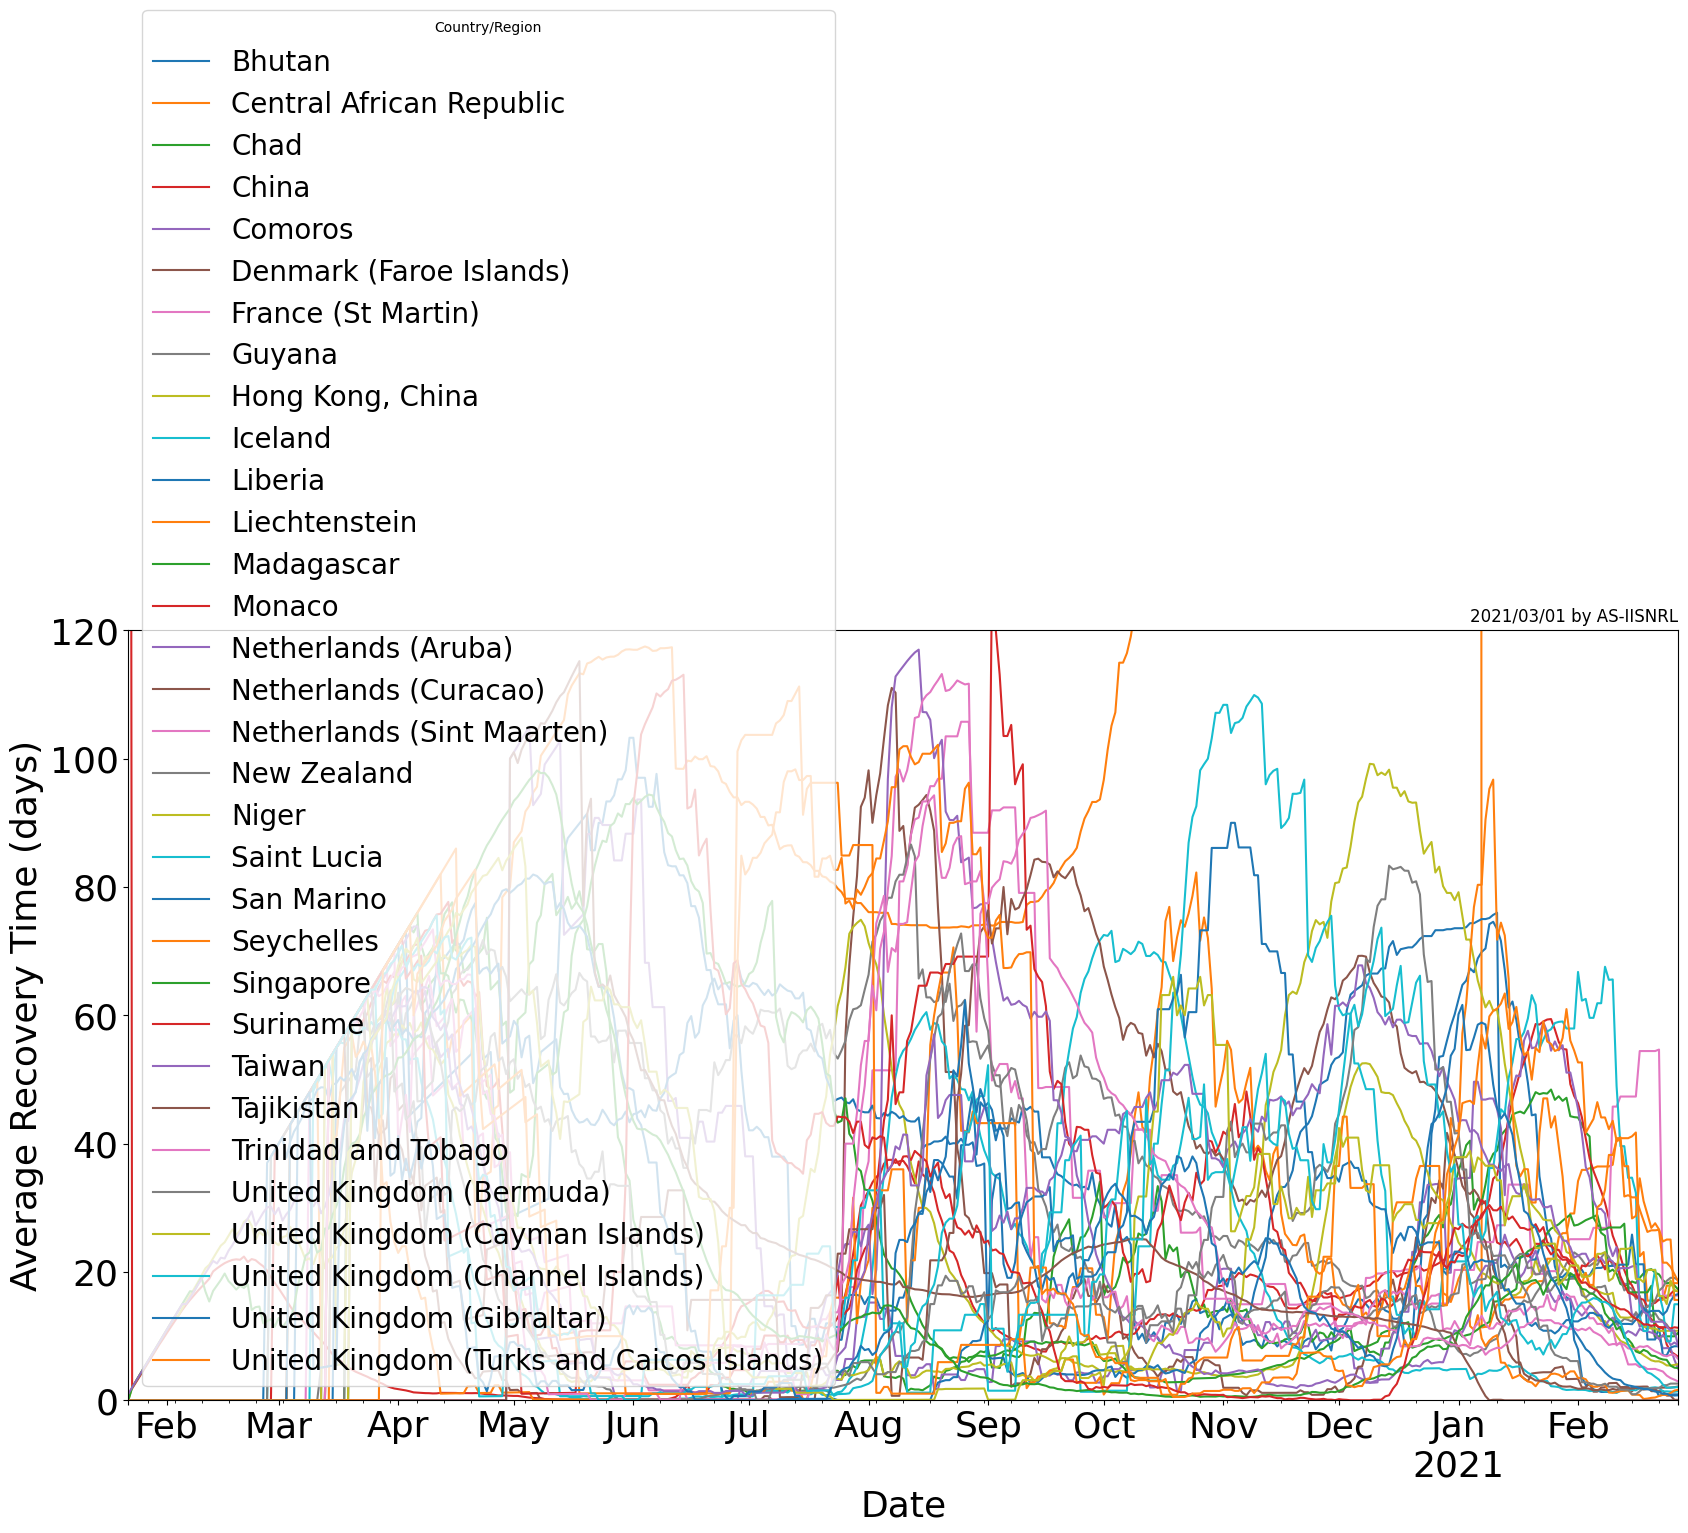 Country/Region
Bhutan
Central African Republic
Chad
China
Comoros
Denmark (Faroe Islands)
France (St Martin)
Guyana
Hong Kong, China
Iceland
Liberia
Liechtenstein
Madagascar
Monaco
Netherlands (Aruba)
Netherlands (Curacao)
Netherlands (Sint Maarten)
New Zealand
Niger
Saint Lucia
San Marino
Seychelles
Singapore
Suriname
Taiwan
Tajikistan
Trinidad and Tobago
United Kingdom (Bermuda)
United Kingdom (Cayman Islands)
United Kingdom (Channel Islands)
United Kingdom (Gibraltar)
United Kingdom (Turks and Caicos Islands)
2021/03/01 by AS-IISNRL
Average Recovery Time (days)
120
100
80
60
40
20
0
Feb Mar Apr May Jun Jul Aug Sep Oct Nov Dec Jan Feb
2021
Date